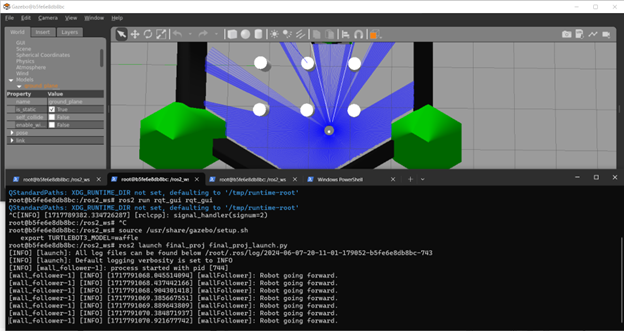 Gazebo@b5fe6e8db8bc
File Edit Camera View Window Help
World Insert Layers
GUI
Scene
Spherical Coordinates
Physics
Atmosphere
Wind
Models
Property Value
name ground_plane
is_static True
self_collide False
enable_wi... False
pose
link
root@b5fe6e8db8bc: /ros2_ws root@b5fe6e8db8bc: /ros2_ws root@b5fe6e8db8bc: /ros2_ws Windows PowerShell
QStandardPaths: XDG_RUNTIME_DIR not set, defaulting to '/tmp/runtime-root'
root@b5fe6e8db8bc:/ros2_ws# ros2 run rqt_gui rqt_gui
QStandardPaths: XDG_RUNTIME_DIR not set, defaulting to '/tmp/runtime-root'
^C[INFO] [1717789382.334726287] [rclcpp]: signal_handler(signum=2)
root@b5fe6e8db8bc:/ros2_ws# ^C
root@b5fe6e8db8bc:/ros2_ws# source /usr/share/gazebo/setup.sh
export TURTLEBOT3_MODEL=waffle
root@b5fe6e8db8bc:/ros2_ws# ros2 launch final_proj final_proj_launch.py
[INFO] [launch]: All log files can be found below /root/.ros/log/2024-06-07-20-11-01-179052-b5fe6e8db8bc-743
[INFO] [launch]: Default logging verbosity is set to INFO
[INFO] [wall_follower-1]: process started with pid [744]
[wall_follower-1] [INFO] [1717791068.045514094] [wallFollower]: Robot going forward.
[wall_follower-1] [INFO] [1717791068.437442166] [wallFollower]: Robot going forward.
[wall_follower-1] [INFO] [1717791068.904301418] [wallFollower]: Robot going forward.
[wall_follower-1] [INFO] [1717791069.385667551] [wallFollower]: Robot going forward.
[wall_follower-1] [INFO] [1717791069.889643809] [wallFollower]: Robot going forward.
[wall_follower-1] [INFO] [1717791070.384871937] [wallFollower]: Robot going forward.
[wall_follower-1] [INFO] [1717791070.921677742] [wallFollower]: Robot going forward.